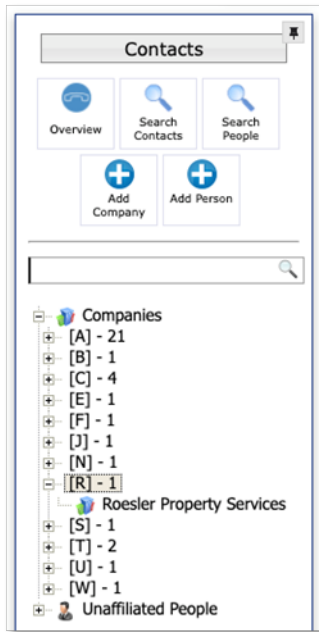 Contacts
Overview
Search
Contacts
Search
People
Add
Company
Add Person
Companies
[A] - 21
[B] - 1
[C] - 4
[E] - 1
[F] - 1
[J] - 1
[N] - 1
[R] - 1
Roesler Property Services
[S] - 1
[T] - 2
[U] - 1
[W] - 1
Unaffiliated People